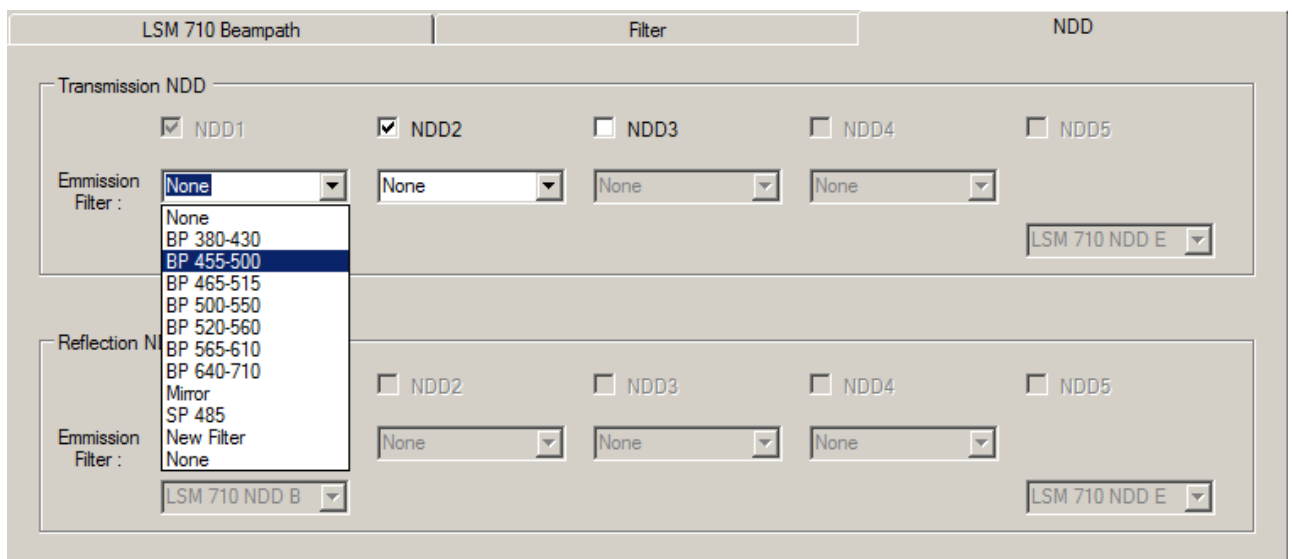 LSM 710 Beampath Filter NDD
Transmission NDD
NDD1 NDD2 NDD3 NDD4 NDD5
Emmission
Filter :
None None None None
None
BP 380-430
BP 455-500
LSM 710 NDD E
BP 465-515
BP 500-550
BP 520-560
Reflection
BP 565-610
BP 640-710
NDD2 NDD3 NDD4 NDD5
Mirror
SP 485
Emmission
Filter :
New Filter
None None None
None
LSM 710 NDD B LSM 710 NDD E